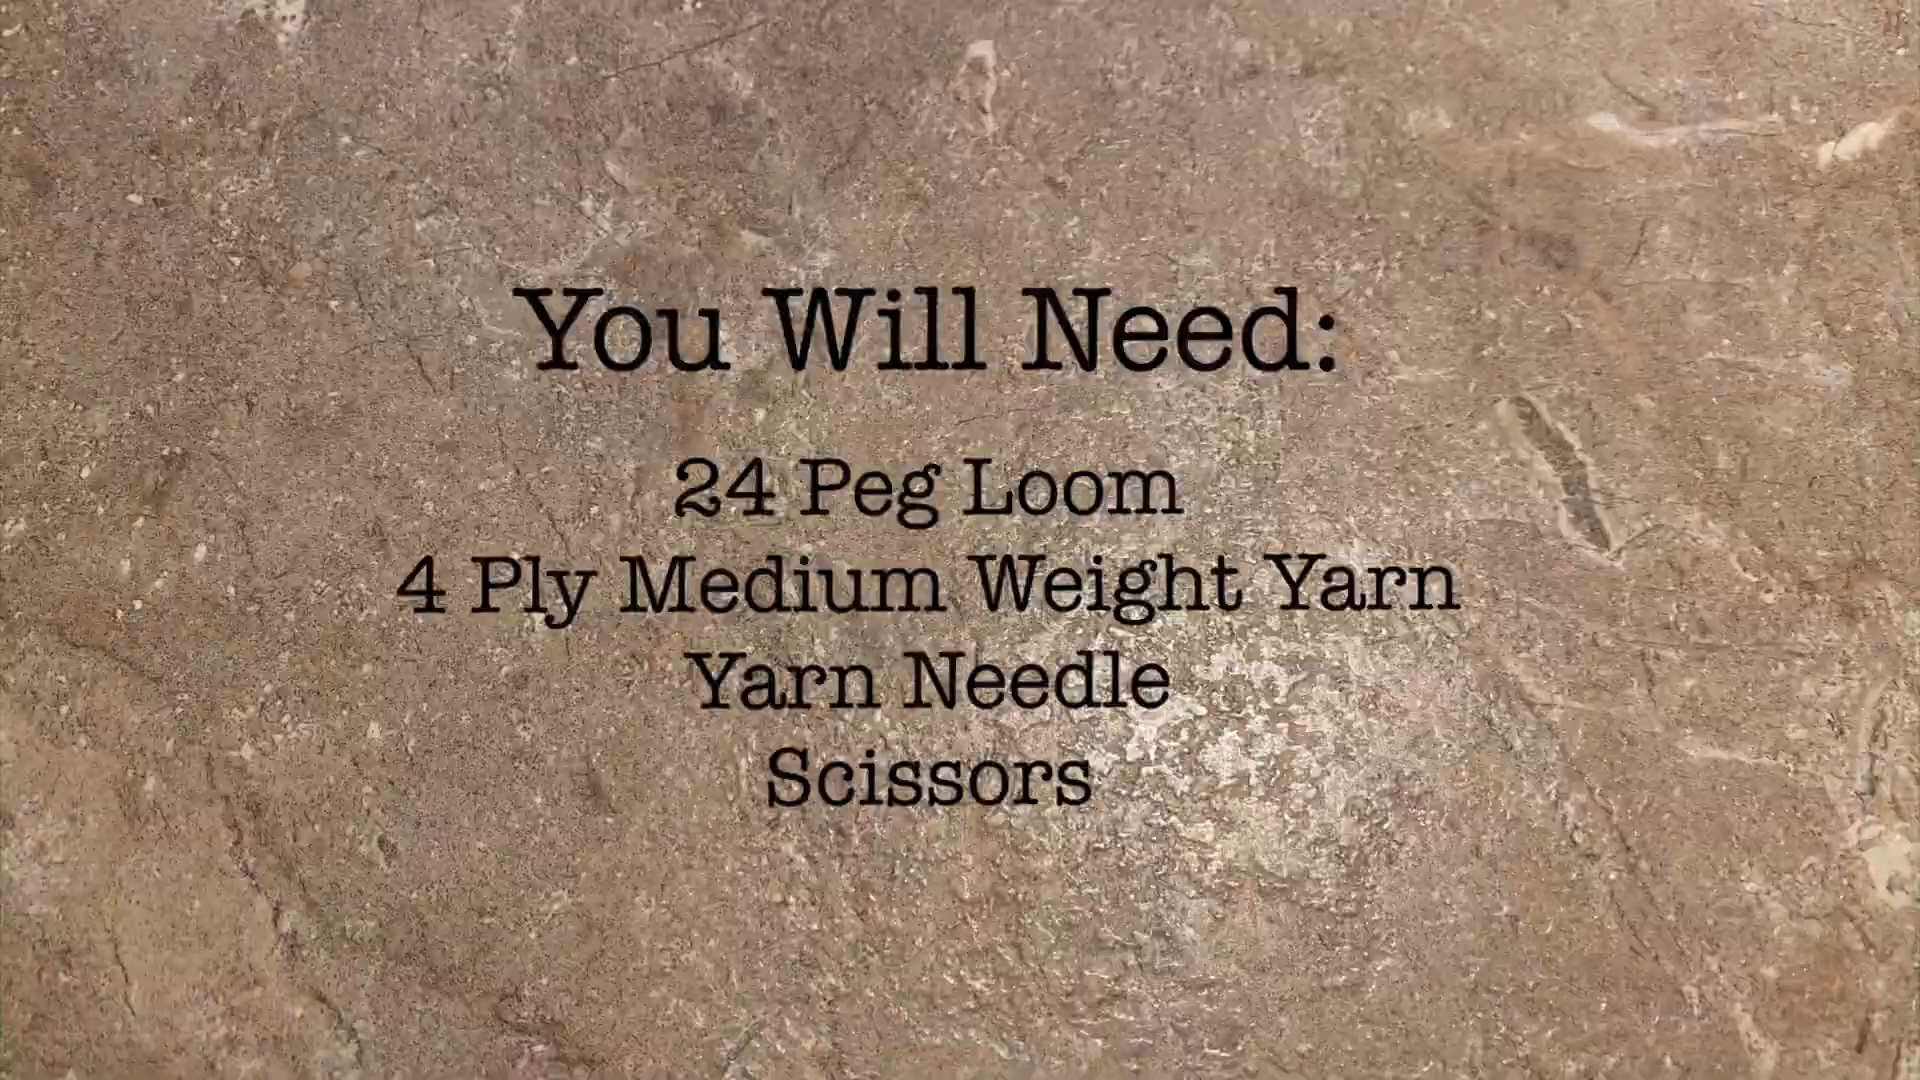 You Will Need:
24 Peg Loom
4 Ply Medium Weight Yarn
Yarn Needle
Scissors